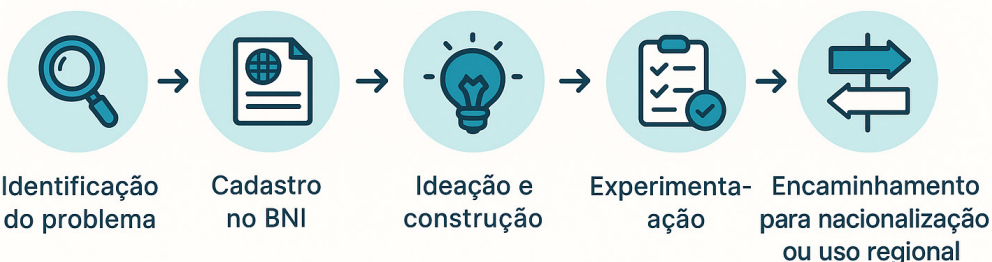 Identificação
do problema
Cadastro
no BNI
Ideação e
construção
Experimenta-
ação
Encaminhamento
para nacionalização
ou uso regional